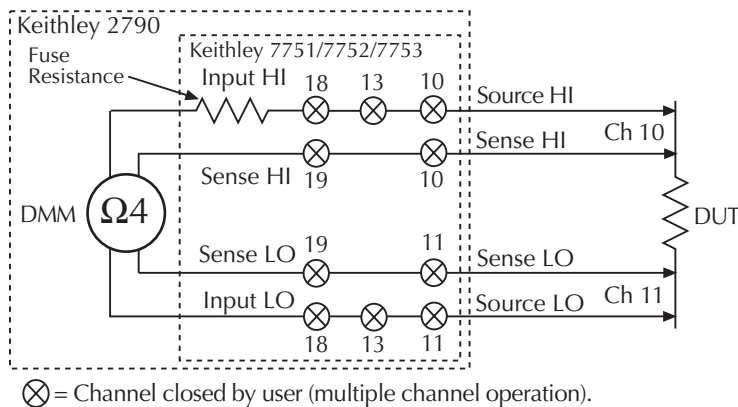 Keithley 2790
Keithley 7751/7752/7753
Fuse
Resistance
Input HI
18 13 10
Source HI
Ch 10
Sense HI
Sense HI
19 10
DMM
Ω4
DUT
19 11
Sense LO
Sense LO
Ch 11
Input LO
Source LO
18 13 11
= Channel closed by user (multiple channel operation).